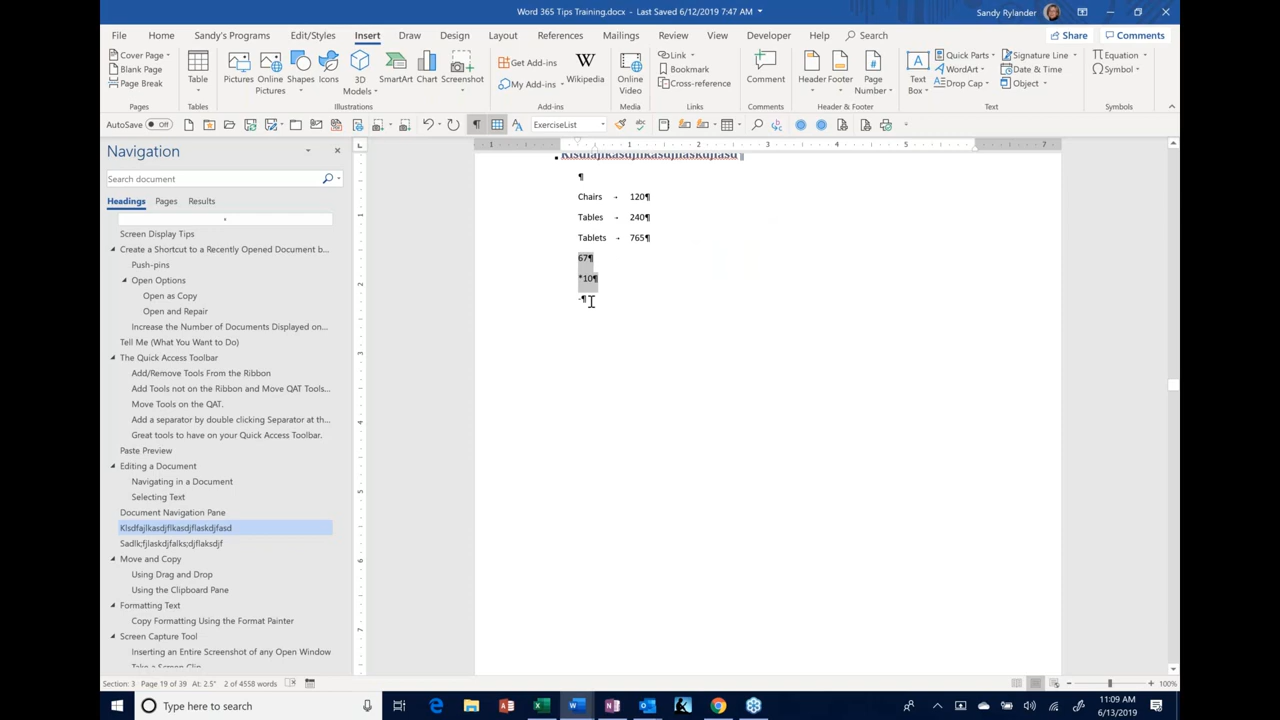 Word 365 Tips Training.docx - Last Saved 6/12/2019 7:47 AM
Sandy Rylander
File Home Sandy's Programs Edit/Styles Insert Draw Design Layout References Mailings Review View Developer Help Search Share Comments
Cover Page
Blank Page
Page Break
Pages
Table
Tables
Pictures
Online Pictures
Shapes
Icons
3D Models
SmartArt
Chart
Screenshot
Illustrations
Get Add-ins
My Add-ins
Wikipedia
Add-ins
Online Video
Media
Link
Bookmark
Cross-reference
Links
Comment
Comments
Header
Footer
Page Number
Header & Footer
Text Box
Quick Parts
WordArt
Drop Cap
Signature Line
Date & Time
Object
Text
Equation
Symbol
Symbols
AutoSave Off
ExerciseList
Navigation
Search document
Headings Pages Results
Screen Display Tips
Create a Shortcut to a Recently Opened Document b...
Push-pins
Open Options
Open as Copy
Open and Repair
Increase the Number of Documents Displayed on...
Tell Me (What You Want to Do)
The Quick Access Toolbar
Add/Remove Tools From the Ribbon
Add Tools not on the Ribbon and Move QAT Tools...
Move Tools on the QAT.
Add a separator by double clicking Separator at th...
Great tools to have on your Quick Access Toolbar.
Paste Preview
Editing a Document
Navigating in a Document
Selecting Text
Document Navigation Pane
Klsdfajlkasdjflkasdjflaskdjfasd
Sadlk;fjlaskdjfalks;djflaksdjf
Move and Copy
Using Drag and Drop
Using the Clipboard Pane
Formatting Text
Copy Formatting Using the Format Painter
Screen Capture Tool
Inserting an Entire Screenshot of any Open Window
Take a Screen Clip
¶
Chairs → 120¶
Tables → 240¶
Tablets → 765¶
67¶
*10¶
-¶
Section: 3 Page 19 of 39 At: 2.5" 2 of 4558 words
100%
Type here to search
11:09 AM
6/13/2019